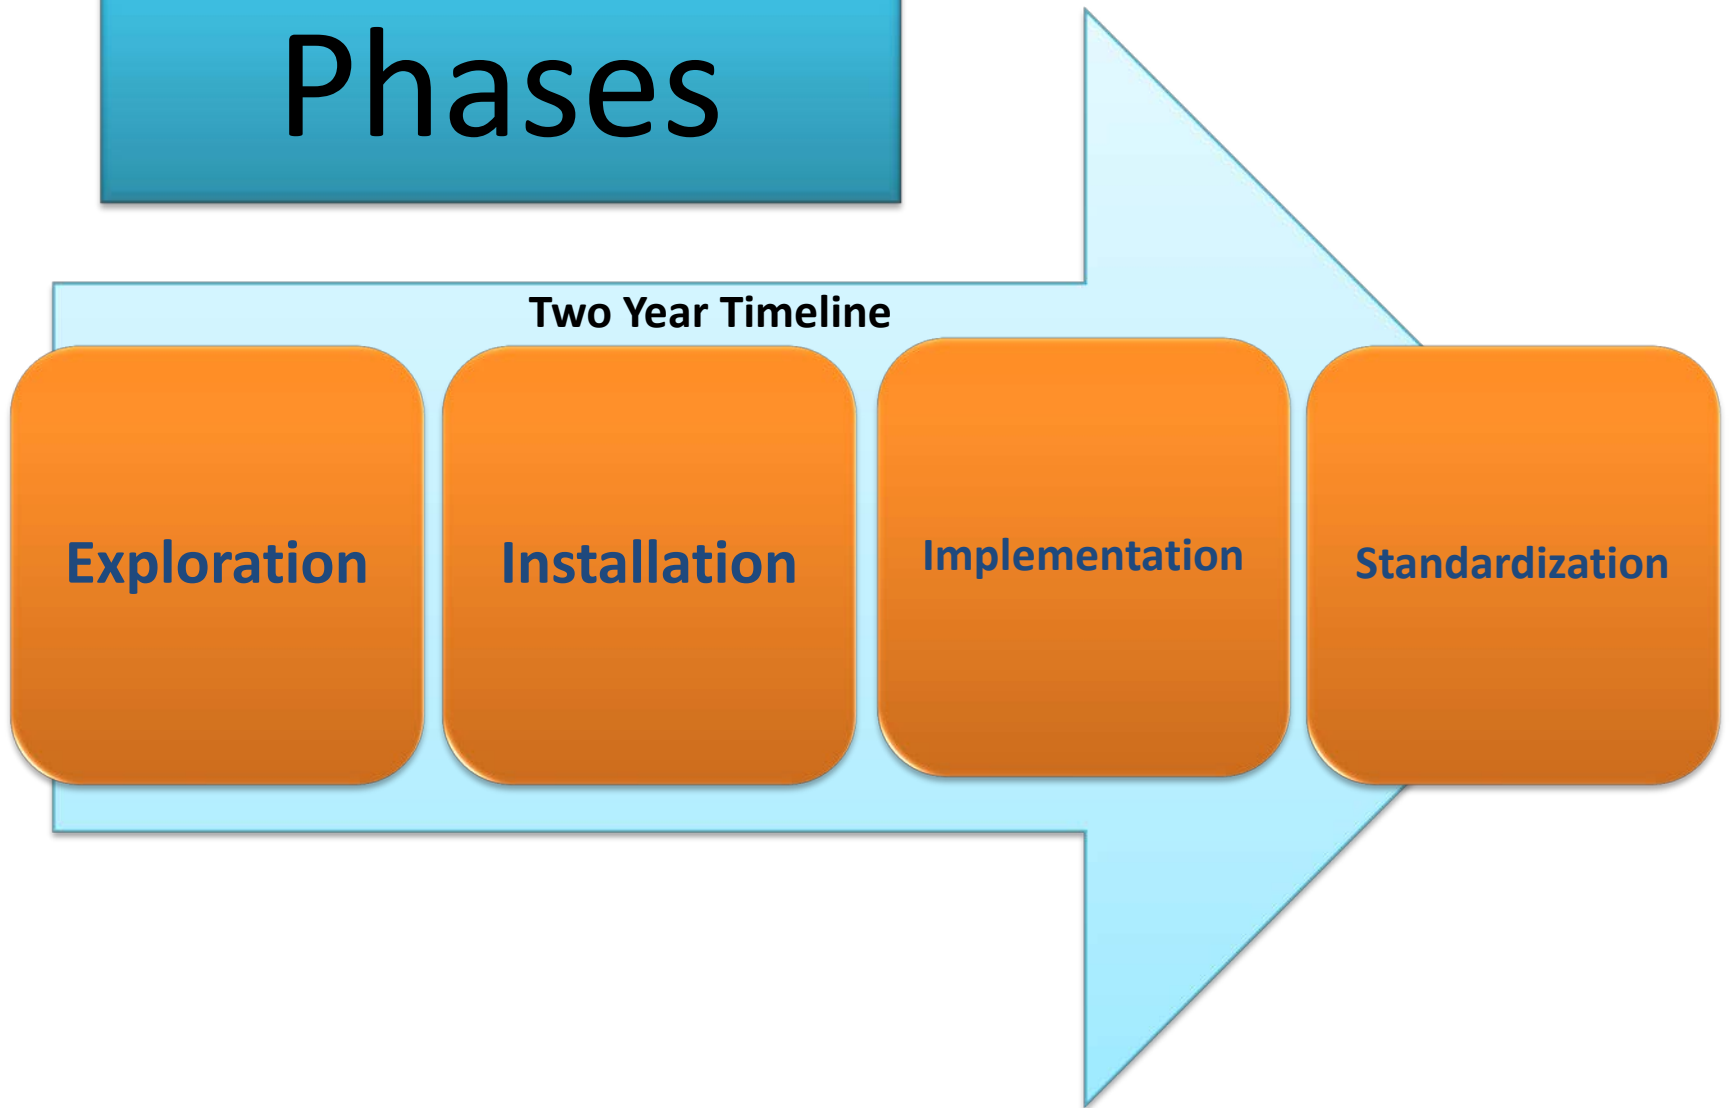 Phases
Two Year Timeline
Exploration
Installation
Implementation
Standardization